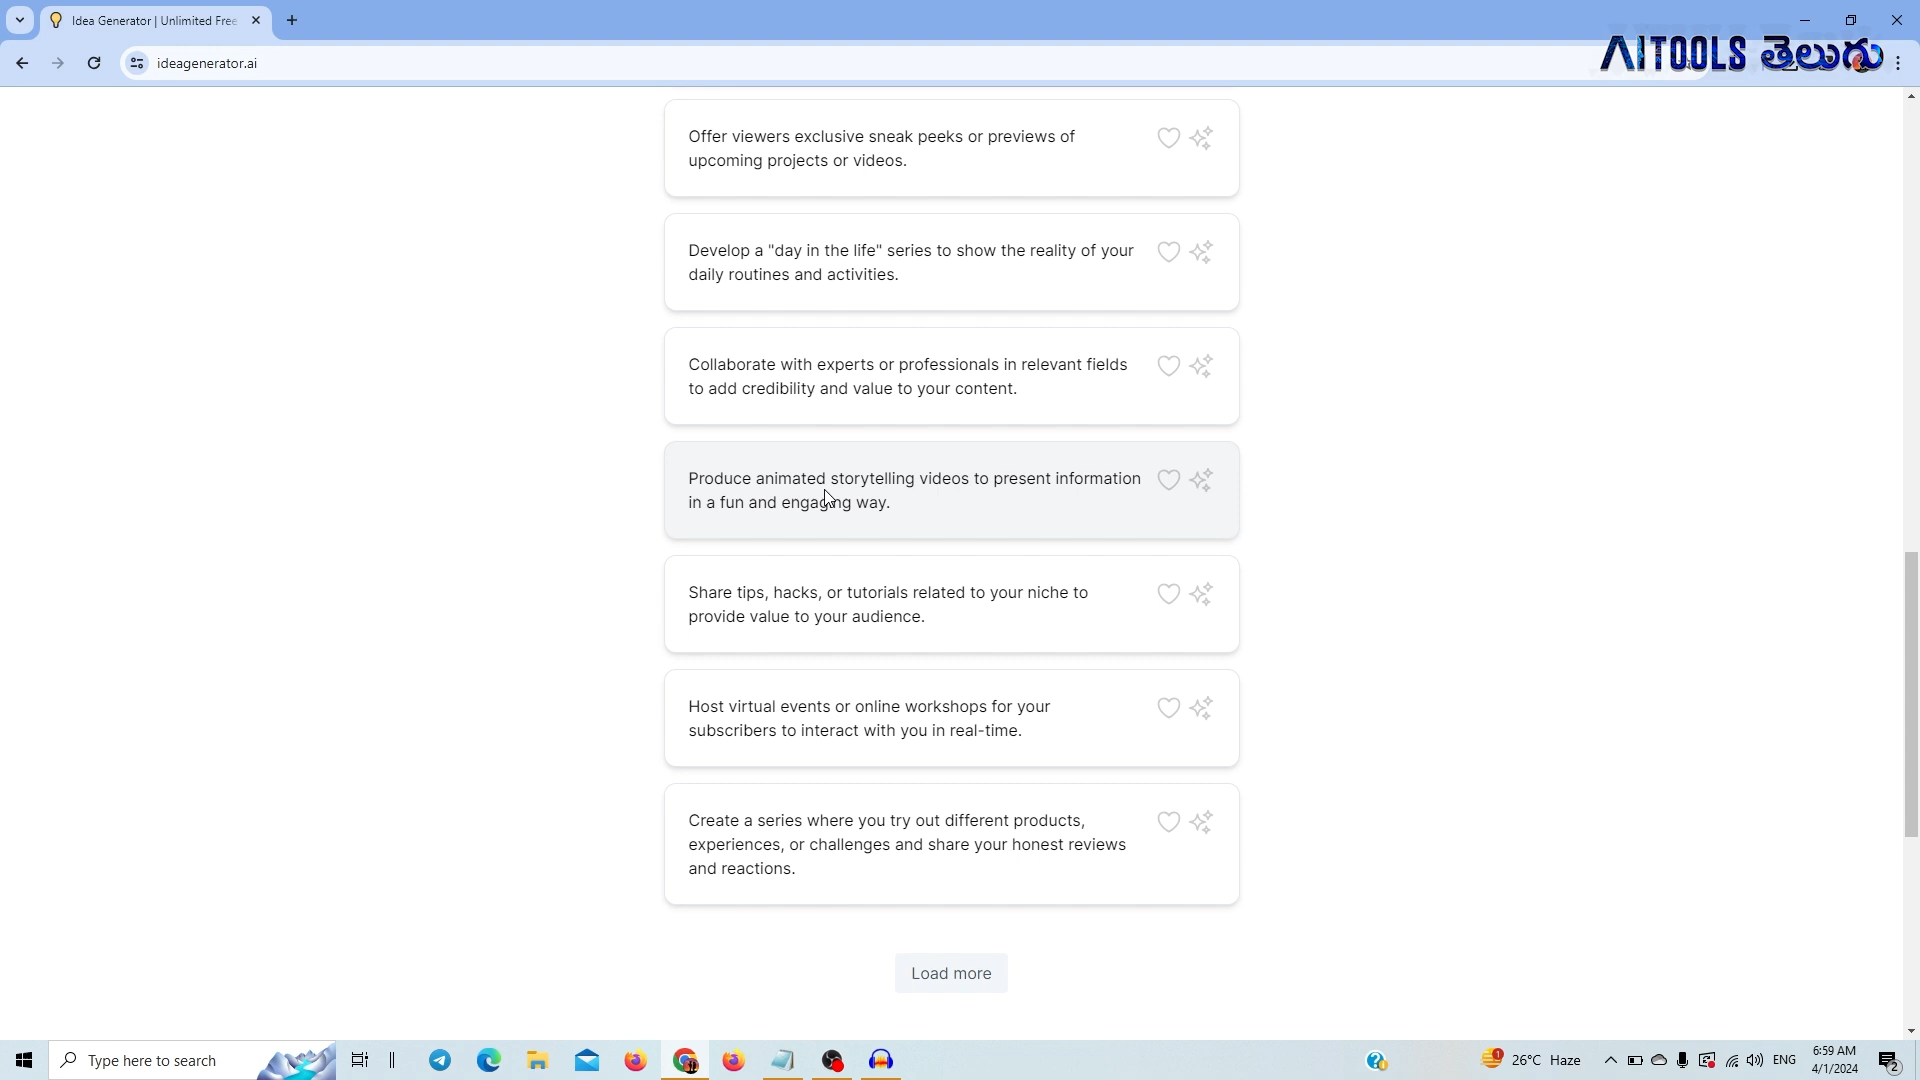 Idea Generator | Unlimited Free
ideagenerator.ai
AITOOLS తెలుగు
Offer viewers exclusive sneak peeks or previews of
upcoming projects or videos.
Develop a "day in the life" series to show the reality of your
daily routines and activities.
Collaborate with experts or professionals in relevant fields
to add credibility and value to your content.
Produce animated storytelling videos to present information
in a fun and engaging way.
Share tips, hacks, or tutorials related to your niche to
provide value to your audience.
Host virtual events or online workshops for your
subscribers to interact with you in real-time.
Create a series where you try out different products,
experiences, or challenges and share your honest reviews
and reactions.
Load more
Type here to search
1
26°C Haze
ENG
6:59 AM
4/1/2024
2